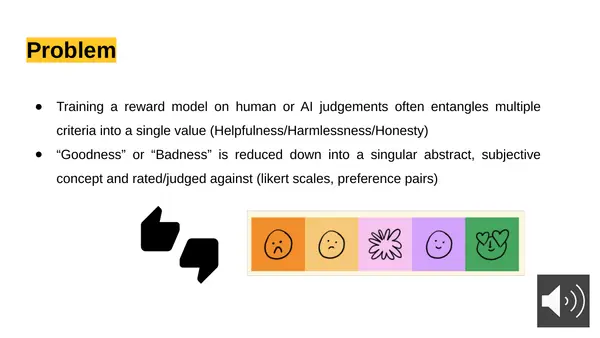 Problem
● Training a reward model on human or AI judgements often entangles multiple
criteria into a single value (Helpfulness/Harmlessness/Honesty)
● “Goodness” or “Badness” is reduced down into a singular abstract, subjective
concept and rated/judged against (likert scales, preference pairs)